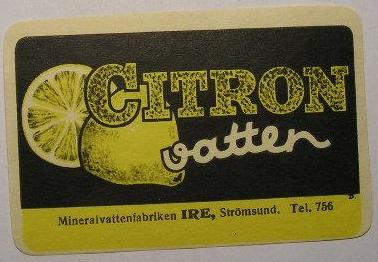 CITRON
vatten
Mineralvattenfabriken IRE, Strömsund. Tel. 756